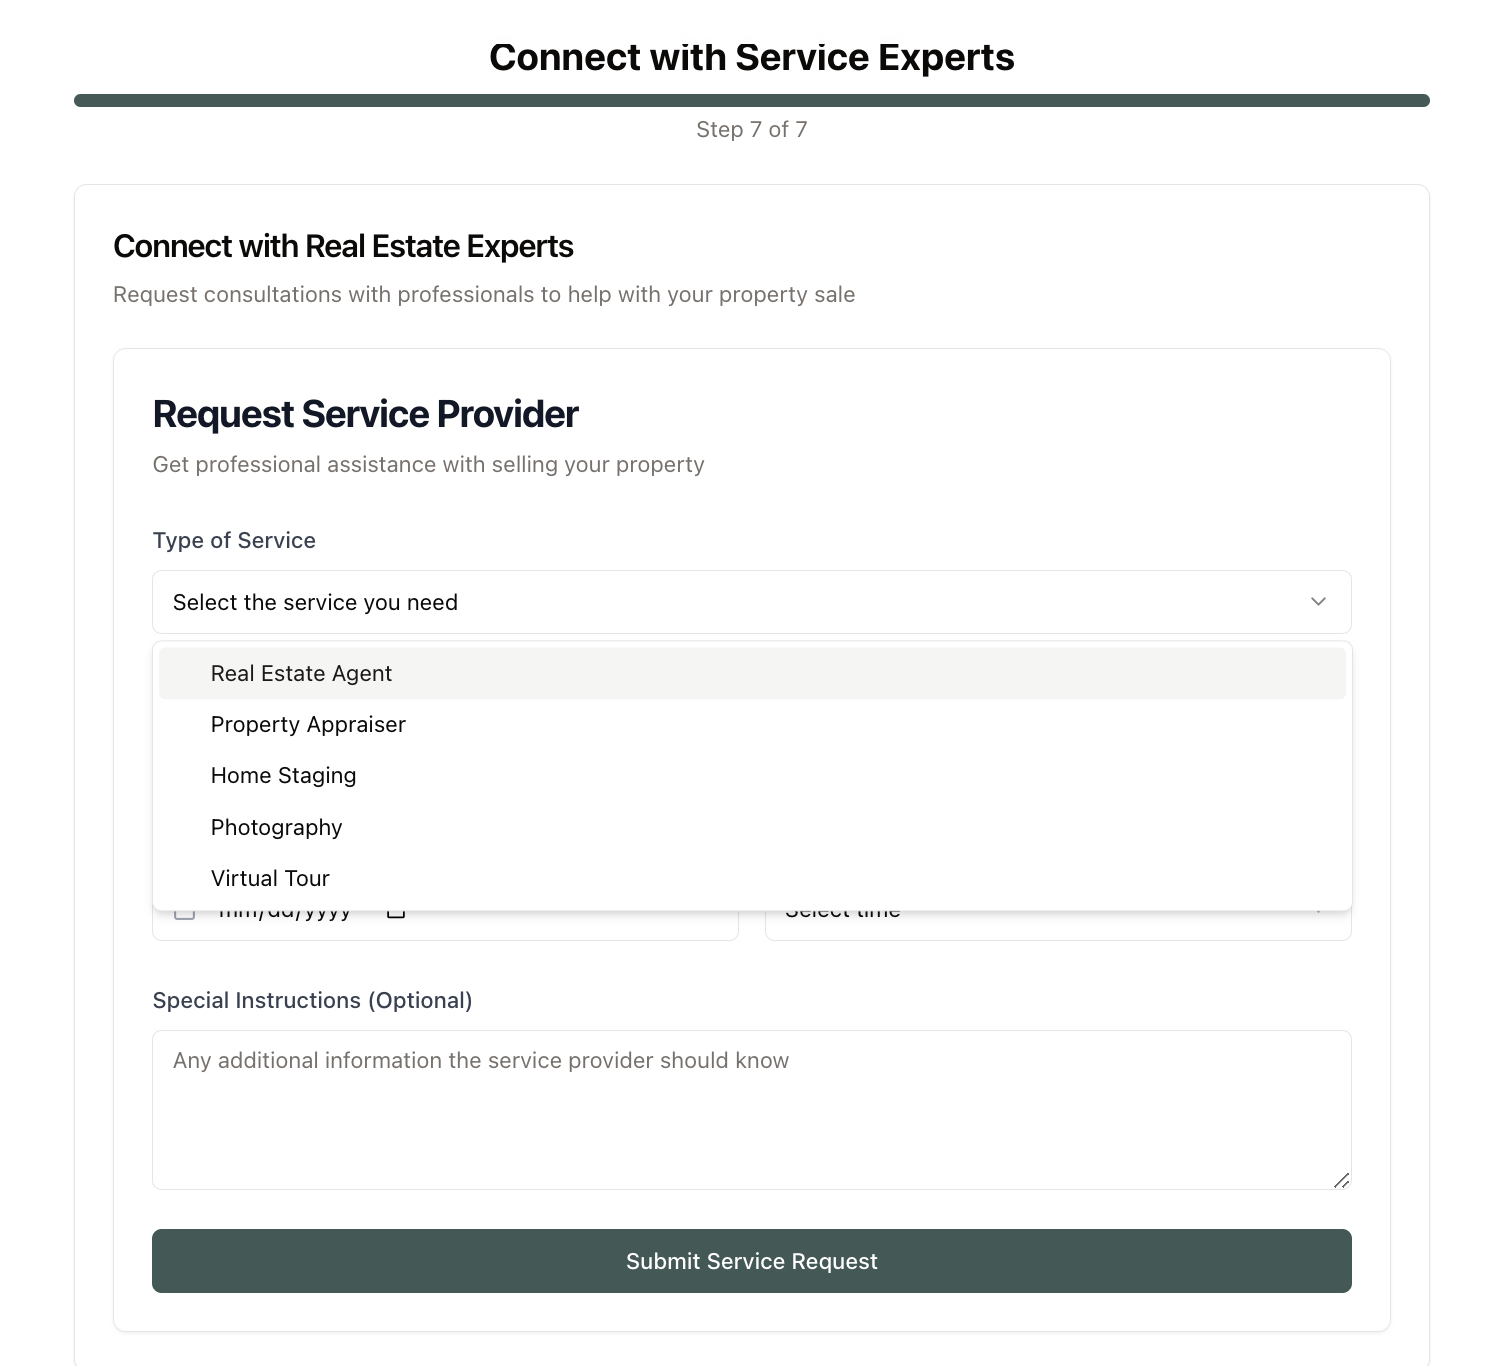 Connect with Service Experts
Step 7 of 7
Connect with Real Estate Experts
Request consultations with professionals to help with your property sale
Request Service Provider
Get professional assistance with selling your property
Type of Service
Select the service you need
Real Estate Agent
Property Appraiser
Home Staging
Photography
Virtual Tour
mm/dd/yyyy
Select time
Special Instructions (Optional)
Any additional information the service provider should know
Submit Service Request